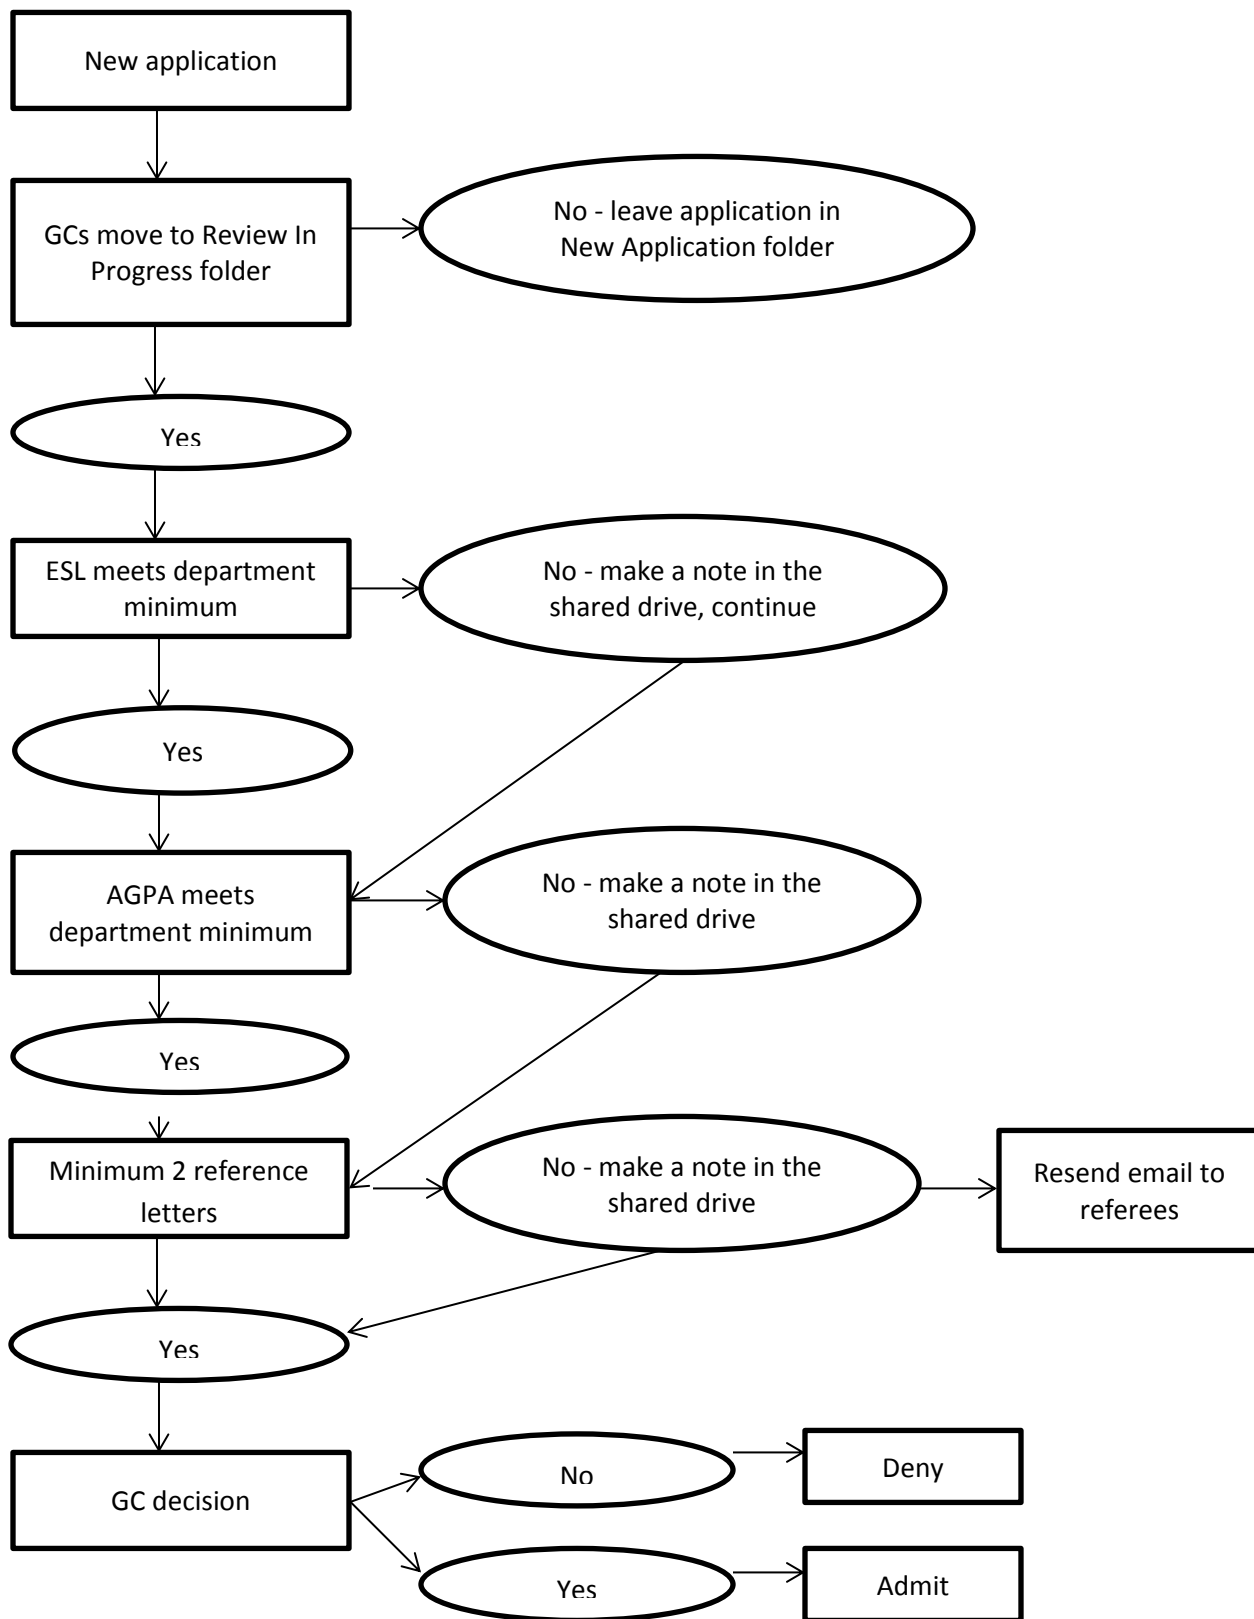 New application
GCs move to Review In
Progress folder
No - leave application in
New Application folder
Yes
ESL meets department
minimum
No - make a note in the
shared drive, continue
Yes
AGPA meets
department minimum
No - make a note in the
shared drive
Yes
Minimum 2 reference
letters
No - make a note in the
shared drive
Resend email to
referees
Yes
GC decision
No
Deny
Yes
Admit